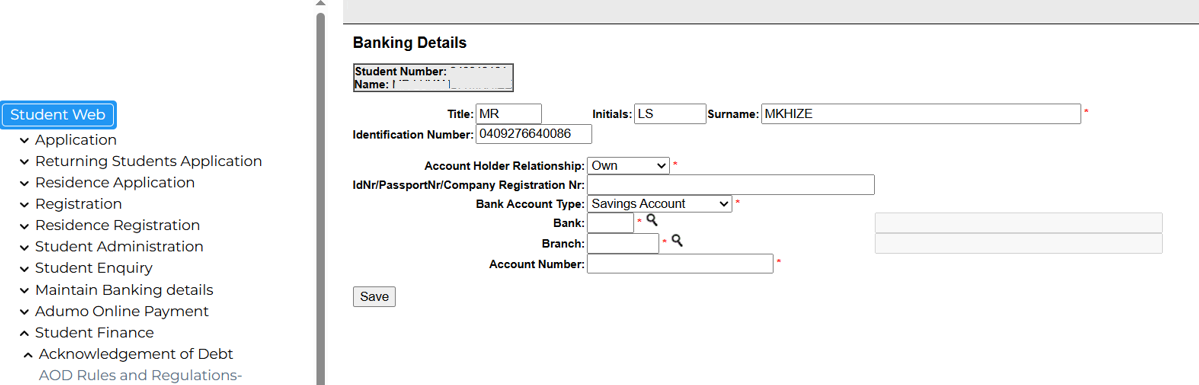 Banking Details
Student Number:
Name:
Title: MR Initials: LS Surname: MKHIZE *
Identification Number: 0409276640086
Account Holder Relationship: Own *
IdNr/PassportNr/Company Registration Nr:
Bank Account Type: Savings Account *
Bank: *
Branch: *
Account Number: *
Save
Student Web
Application
Returning Students Application
Residence Application
Registration
Residence Registration
Student Administration
Student Enquiry
Maintain Banking details
Adumo Online Payment
Student Finance
Acknowledgement of Debt
AOD Rules and Regulations-